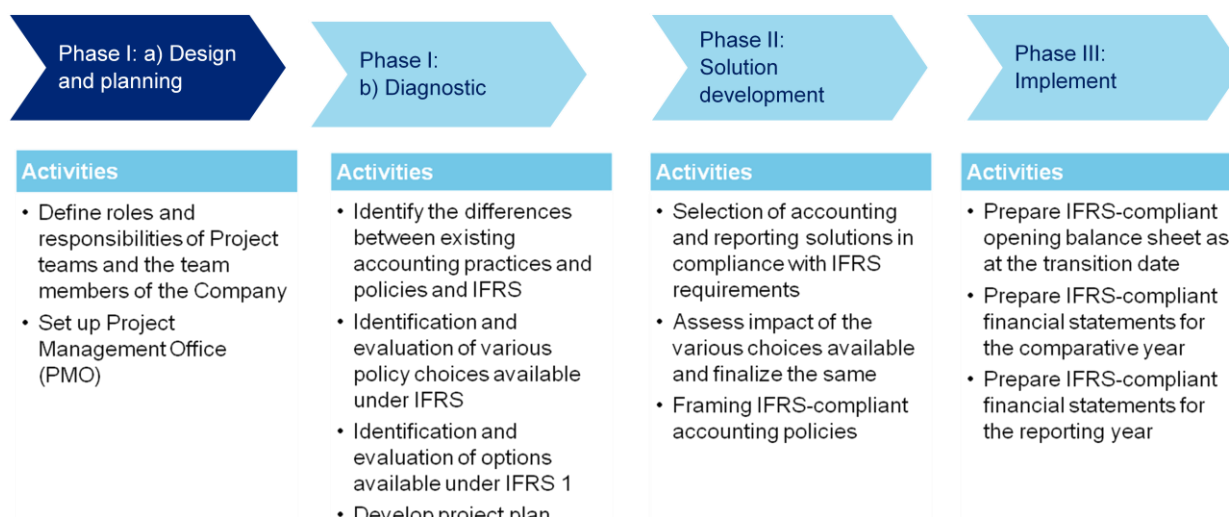 Phase I: a) Design
and planning
Phase I:
b) Diagnostic
Phase II:
Solution
development
Phase III:
Implement
Activities
• Define roles and
responsibilities of Project
teams and the team
members of the Company
• Set up Project
Management Office
(PMO)
Activities
• Identify the differences
between existing
accounting practices and
policies and IFRS
• Identification and
evaluation of various
policy choices available
under IFRS
• Identification and
evaluation of options
available under IFRS 1
• Develop project plan
Activities
• Selection of accounting
and reporting solutions in
compliance with IFRS
requirements
• Assess impact of the
various choices available
and finalize the same
• Framing IFRS-compliant
accounting policies
Activities
• Prepare IFRS-compliant
opening balance sheet as
at the transition date
• Prepare IFRS-compliant
financial statements for
the comparative year
• Prepare IFRS-compliant
financial statements for
the reporting year